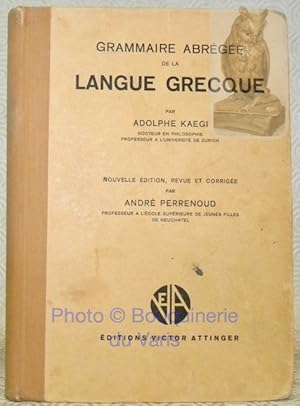 GRAMMAIRE ABRÉGÉE
DE LA
LANGUE GRECQUE
PAR
ADOLPHE KAEGI
DOCTEUR EN PHILOSOPHIE
PROFESSEUR A L'UNIVERSITÉ DE ZURICH
NOUVELLE ÉDITION, REVUE ET CORRIGÉE
PAR
ANDRÉ PERRENOUD
PROFESSEUR A L'ÉCOLE SUPÉRIEURE DE JEUNES FILLES
DE NEUCHATEL
VEA
Photo © Bouquinerie
ÉDITIONS VICTOR ATTINGER
du Varis